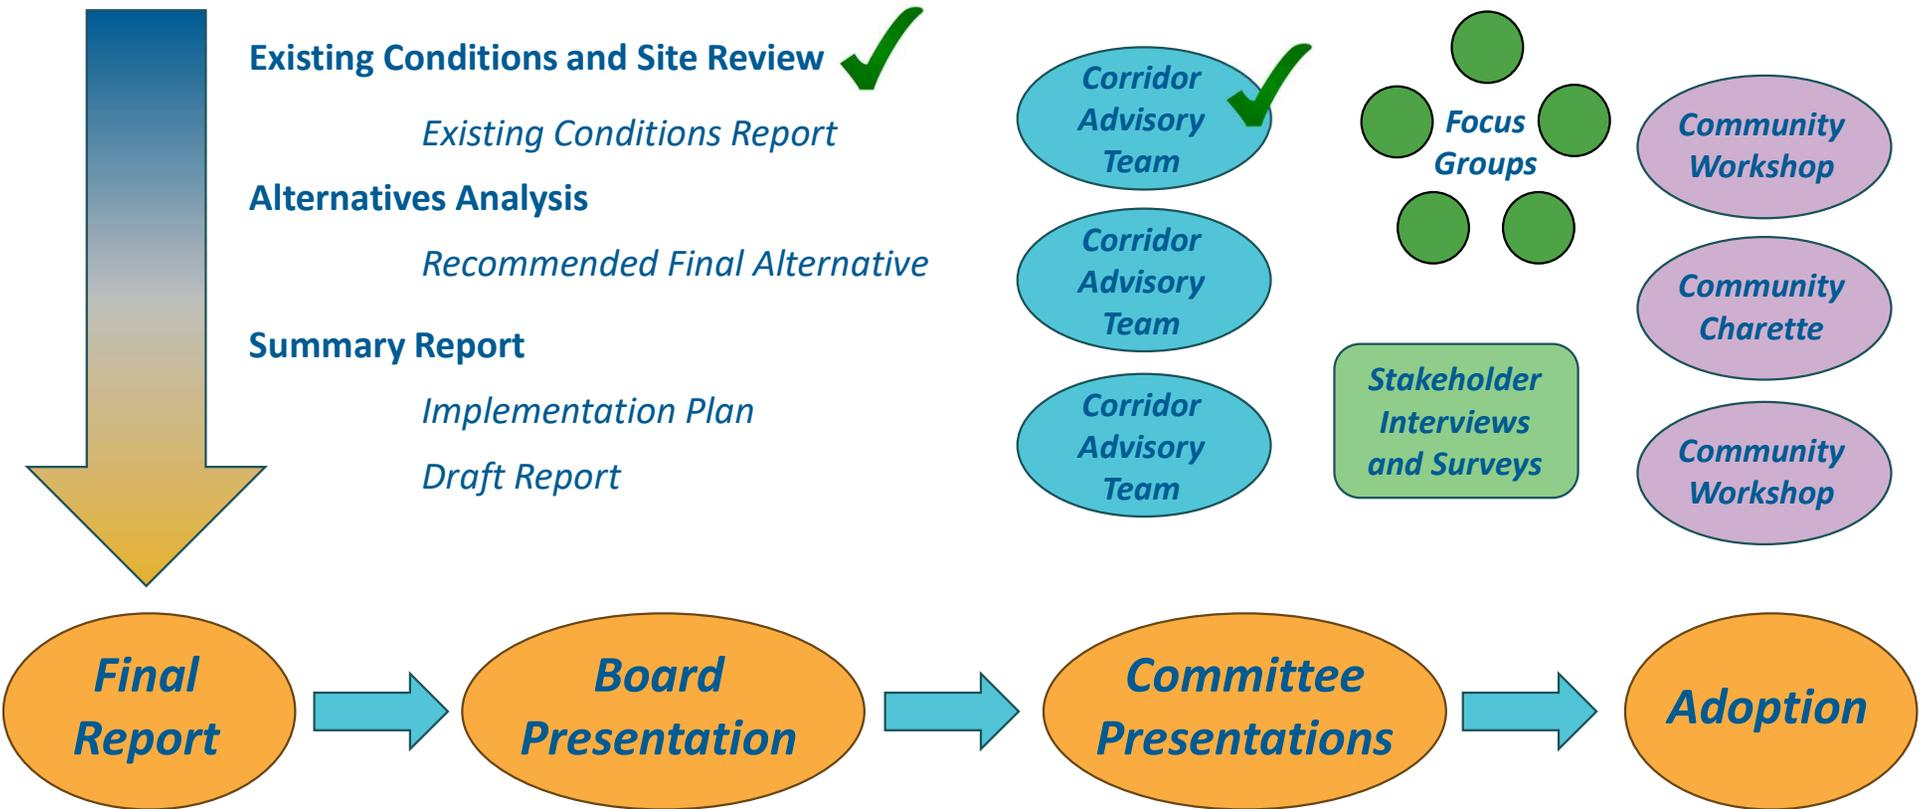 Existing Conditions and Site Review
Existing Conditions Report
Alternatives Analysis
Recommended Final Alternative
Summary Report
Implementation Plan
Draft Report
Corridor
Advisory
Team
Corridor
Advisory
Team
Corridor
Advisory
Team
Focus
Groups
Stakeholder
Interviews
and Surveys
Community
Workshop
Community
Charette
Community
Workshop
Final
Report
Board
Presentation
Committee
Presentations
Adoption